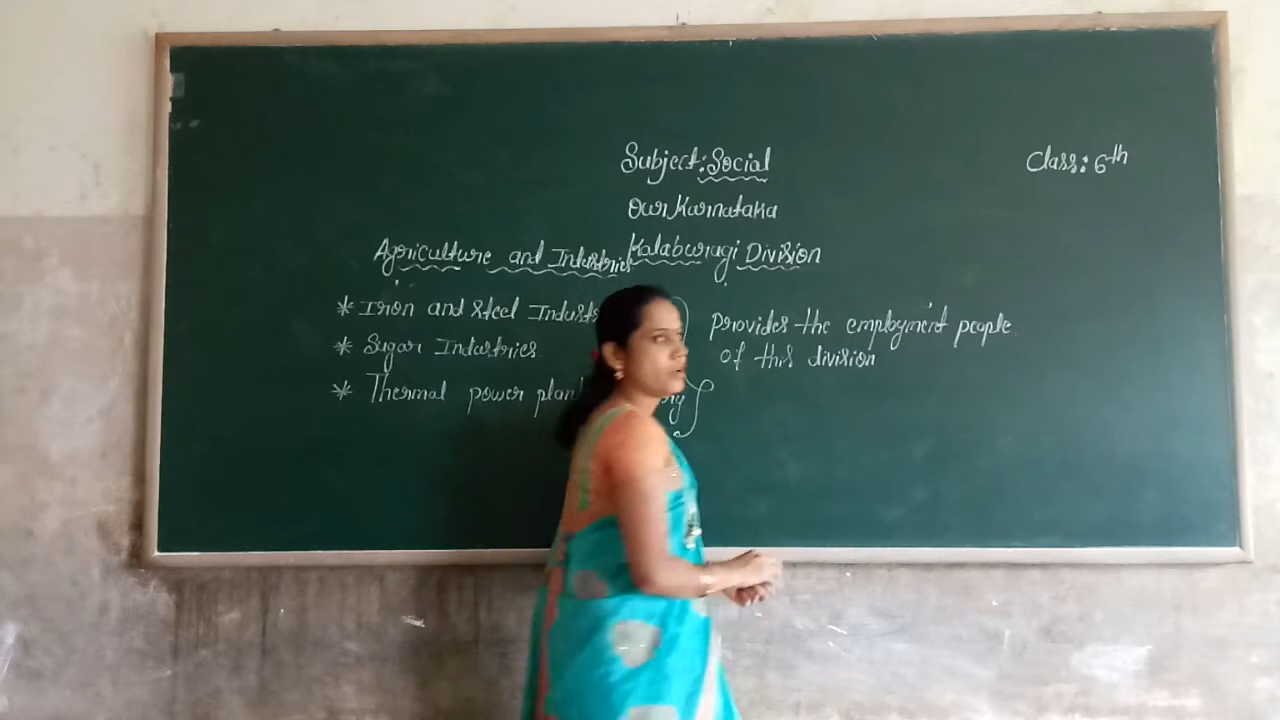 Subject: Social
Class: 6th
Our Karnataka
Agriculture and Industries
Kalaburagi Division
* Iron and Steel
* Sugar Industries.
* Thermal power
provides the employment people.
of this division